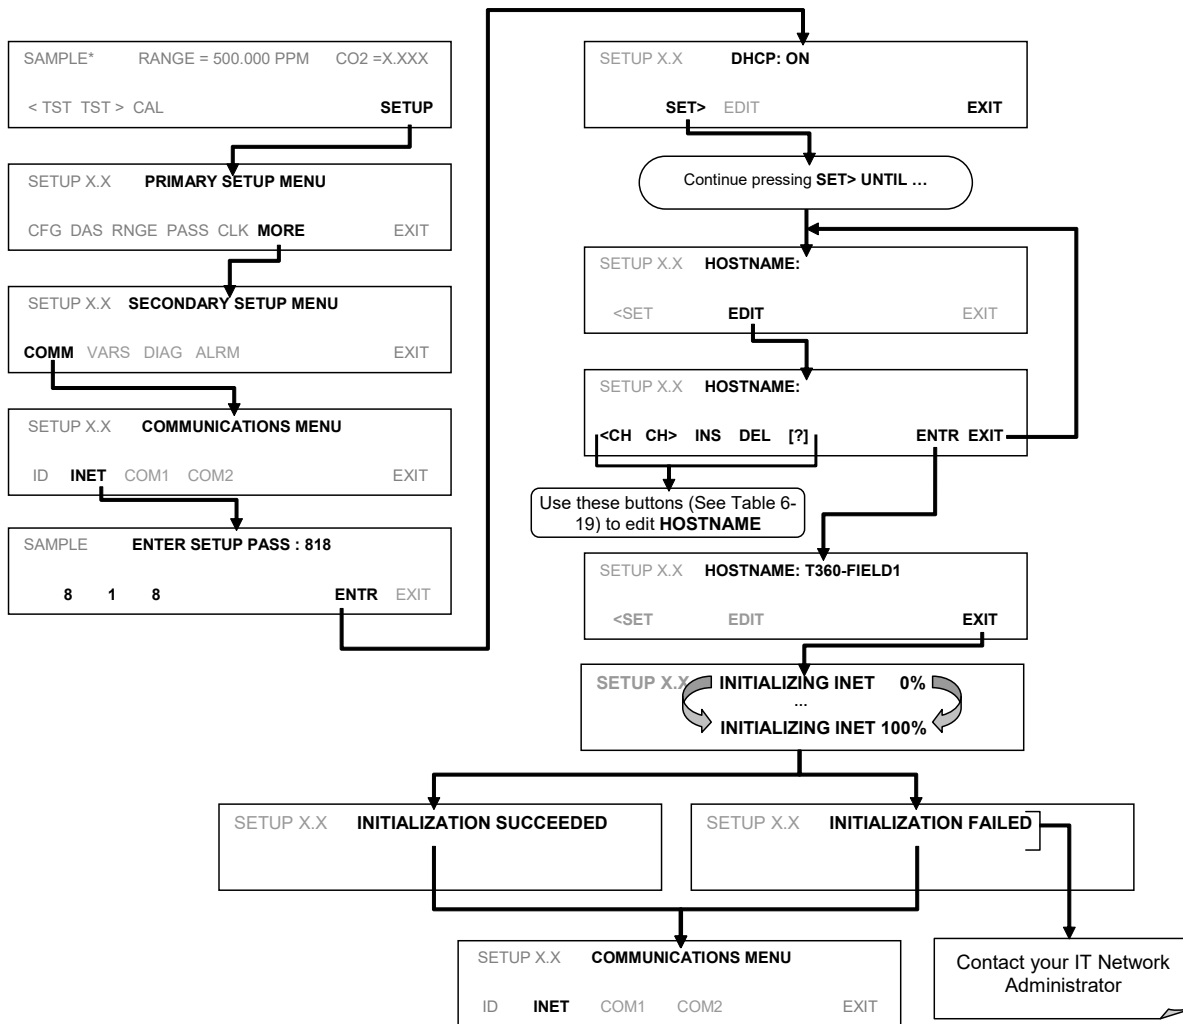 SAMPLE* RANGE = 500.000 PPM CO2 =X.XXX
< TST TST > CAL SETUP
SETUP X.X PRIMARY SETUP MENU
CFG DAS RNGE PASS CLK MORE EXIT
SETUP X.X SECONDARY SETUP MENU
COMM VARS DIAG ALRM EXIT
SETUP X.X COMMUNICATIONS MENU
ID INET COM1 COM2 EXIT
SAMPLE ENTER SETUP PASS : 818
8 1 8 ENTR EXIT
SETUP X.X DHCP: ON
SET> EDIT EXIT
Continue pressing SET> UNTIL ...
SETUP X.X HOSTNAME:
<SET EDIT EXIT
SETUP X.X HOSTNAME:
<CH CH> INS DEL [?] ENTR EXIT
Use these buttons (See Table 6-
19) to edit HOSTNAME
SETUP X.X HOSTNAME: T360-FIELD1
<SET EDIT EXIT
SETUP X.X INITIALIZING INET 0%
...
INITIALIZING INET 100%
SETUP X.X INITIALIZATION SUCCEEDED
SETUP X.X INITIALIZATION FAILED
SETUP X.X COMMUNICATIONS MENU
ID INET COM1 COM2 EXIT
Contact your IT Network
Administrator